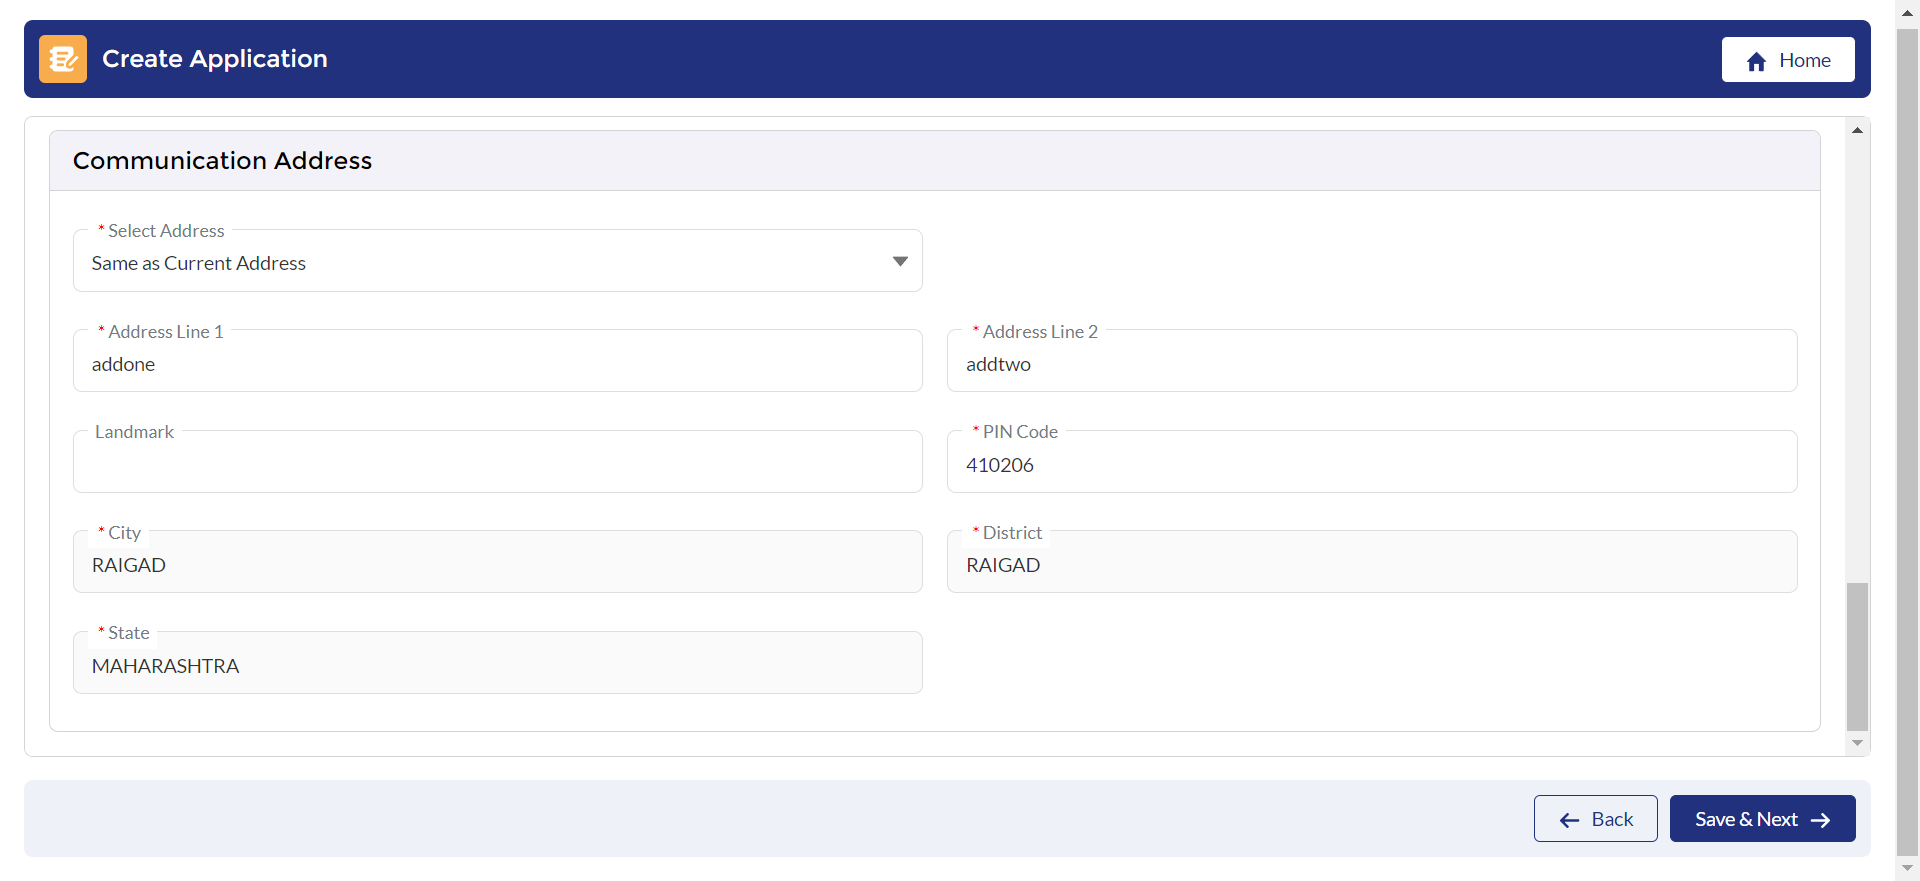 Create Application
Home
Communication Address
* Select Address
Same as Current Address
* Address Line 1
addone
* Address Line 2
addtwo
Landmark
* PIN Code
410206
* City
RAIGAD
* District
RAIGAD
* State
MAHARASHTRA
Back
Save & Next